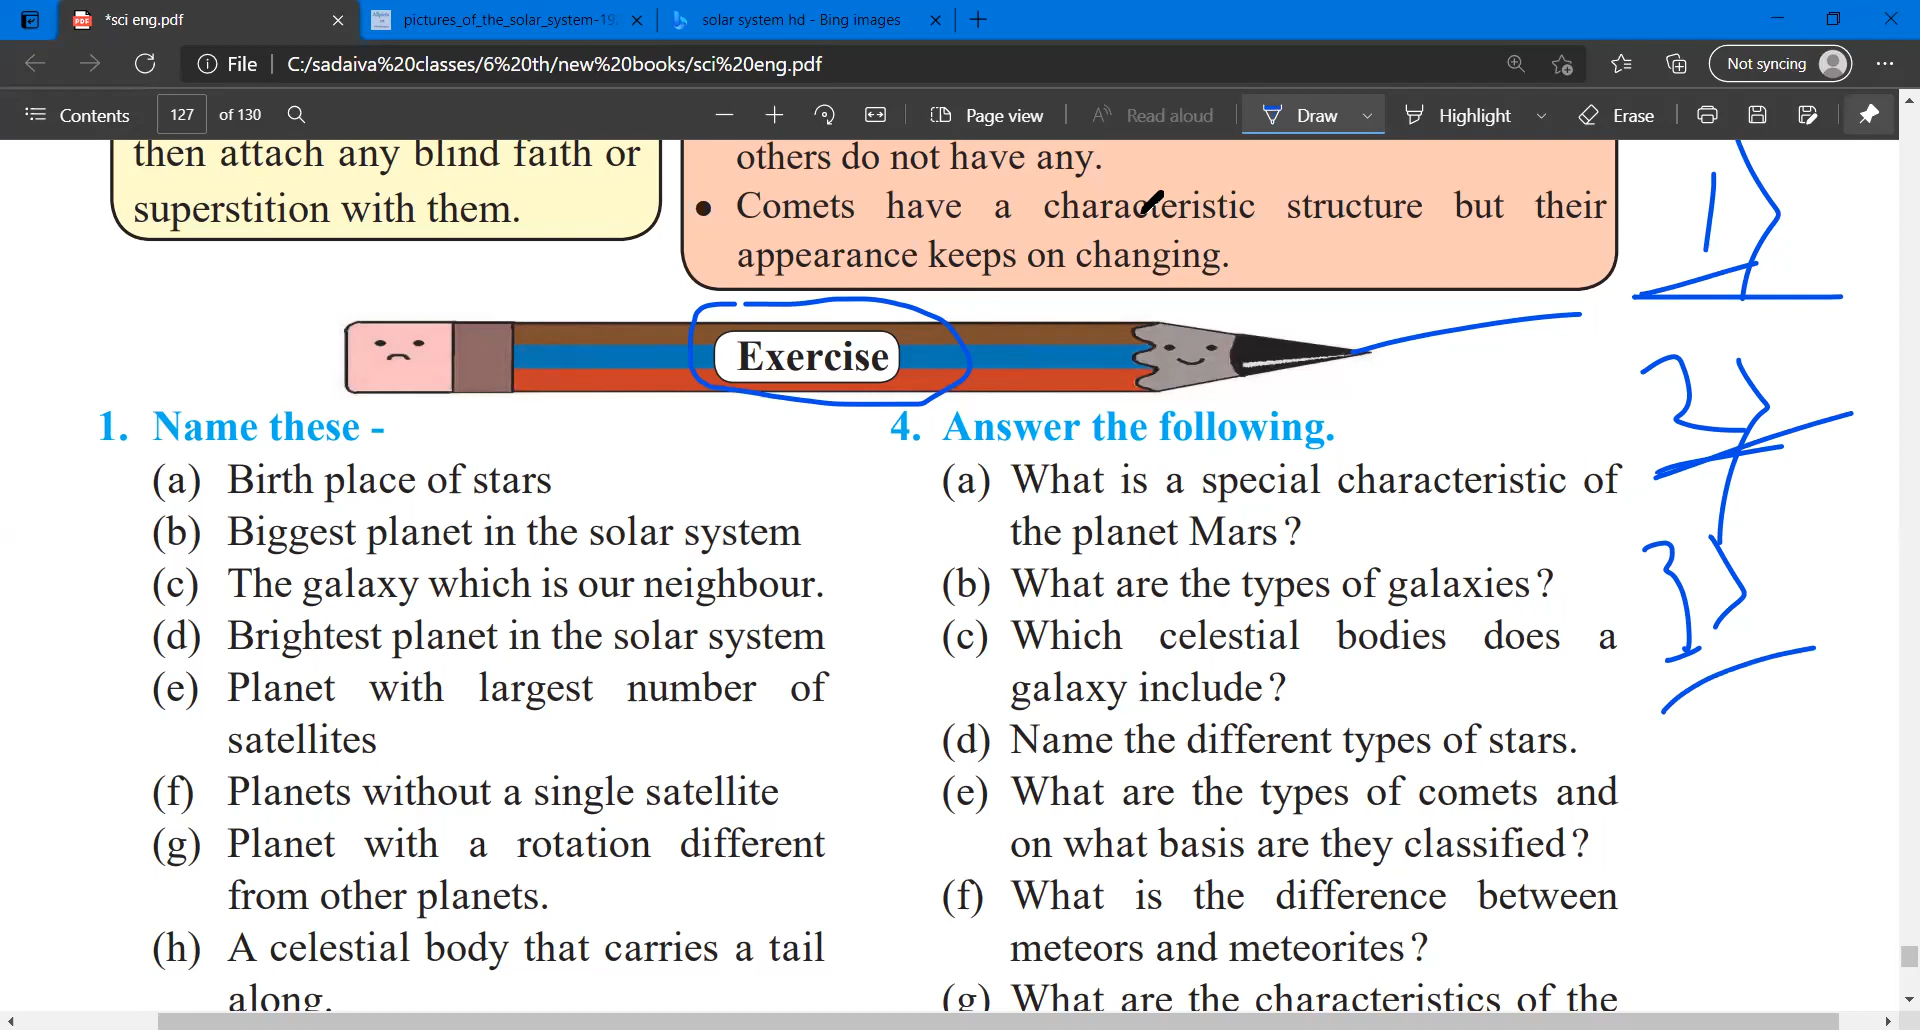 *sci eng.pdf
pictures_of_the_solar_system-19
solar system hd - Bing images
File
C:/sadaiva%20classes/6%20th/new%20books/sci%20eng.pdf
Not syncing
Contents
127 of 130
Page view
Read aloud
Draw
Highlight
Erase
then attach any blind faith or
superstition with them.
others do not have any.
• Comets have a characteristic structure but their
appearance keeps on changing.
1)
2)
3)
Exercise
1. Name these -
(a) Birth place of stars
(b) Biggest planet in the solar system
(c) The galaxy which is our neighbour.
(d) Brightest planet in the solar system
(e) Planet with largest number of
satellites
(f) Planets without a single satellite
(g) Planet with a rotation different
from other planets.
(h) A celestial body that carries a tail
along.
4. Answer the following.
(a) What is a special characteristic of
the planet Mars?
(b) What are the types of galaxies?
(c) Which celestial bodies does a
galaxy include?
(d) Name the different types of stars.
(e) What are the types of comets and
on what basis are they classified?
(f) What is the difference between
meteors and meteorites?
(g) What are the characteristics of the